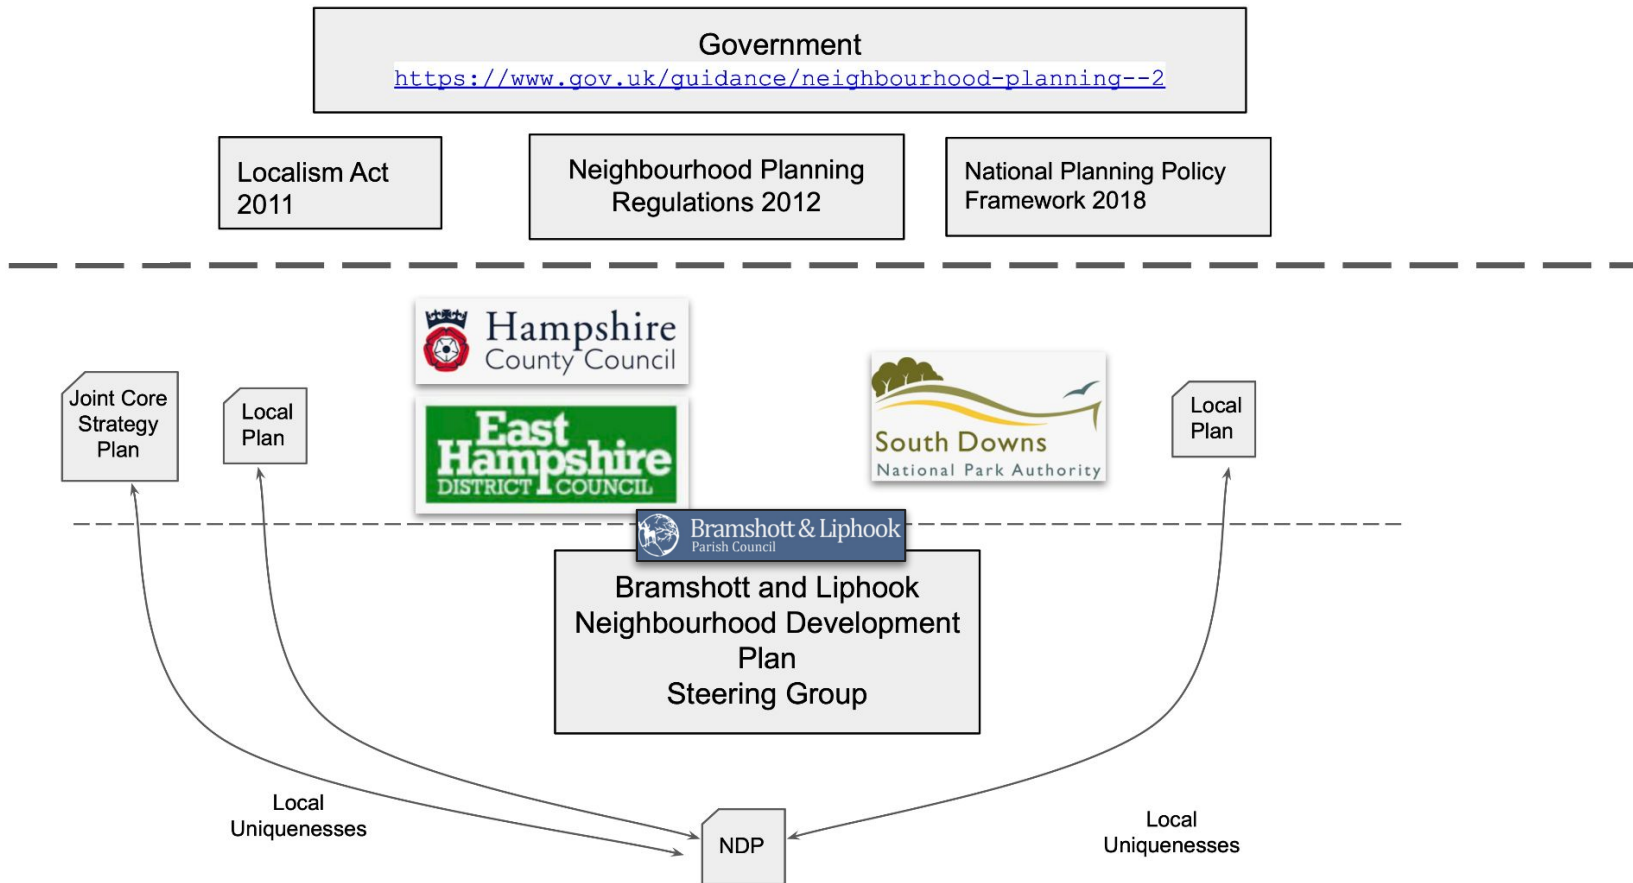 Government
https://www.gov.uk/guidance/neighbourhood-planning--2
Localism Act
2011
Neighbourhood Planning
Regulations 2012
National Planning Policy
Framework 2018
Hampshire
County Council
East
Hampshire
DISTRICT COUNCIL
South Downs
National Park Authority
Joint Core
Strategy
Plan
Local
Plan
Local
Plan
Bramshott & Liphook
Parish Council
Bramshott and Liphook
Neighbourhood Development
Plan
Steering Group
Local
Uniquenesses
NDP
Local
Uniquenesses